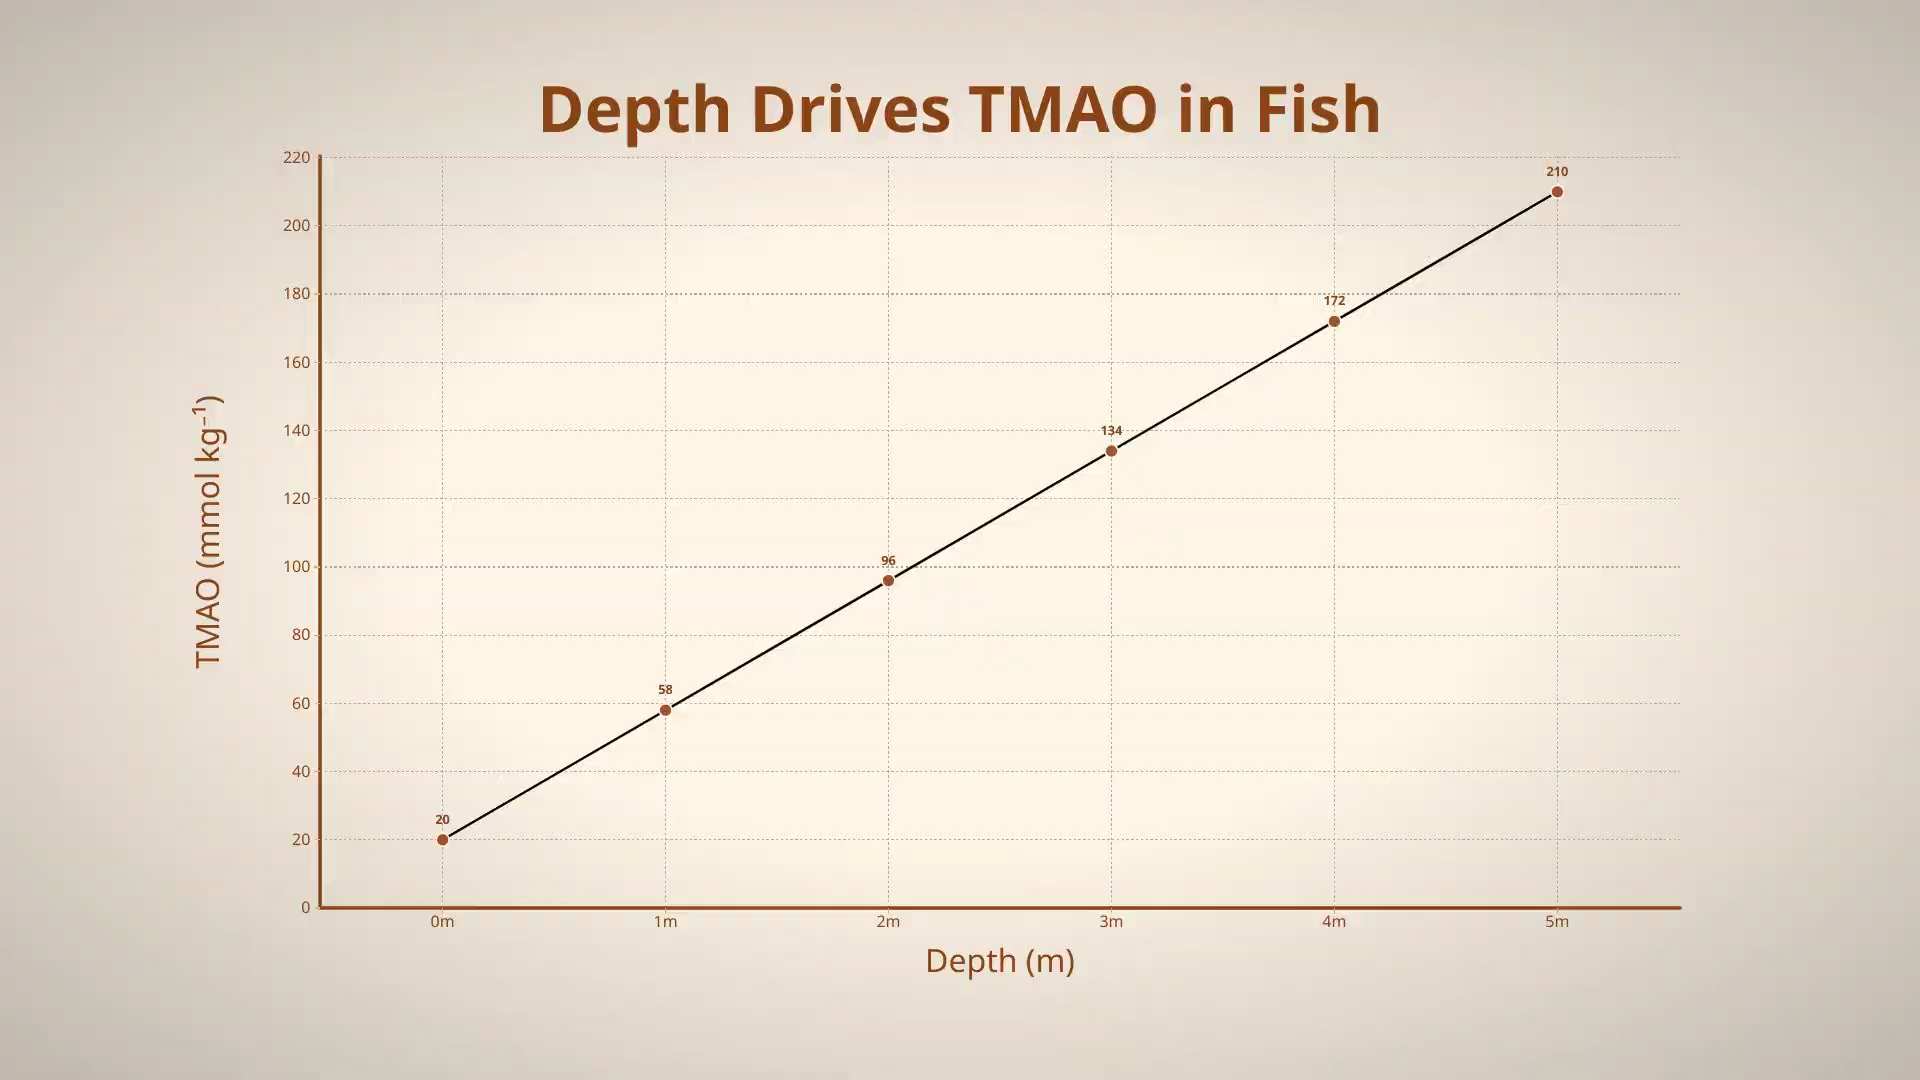 Depth Drives TMAO in Fish
TMAO (mmol kg⁻¹)
220
200
180
160
140
120
100
80
60
40
20
0
20
58
96
134
172
210
0m
1m
2m
3m
4m
5m
Depth (m)